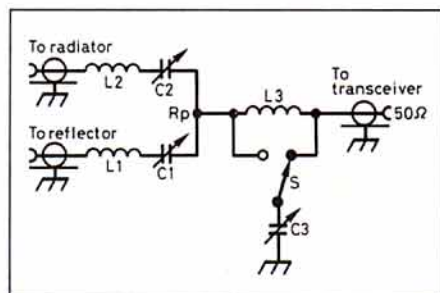 To radiator
L2
C2
To reflector
L1
C1
Rp
L3
S
C3
To
transceiver
50Ω